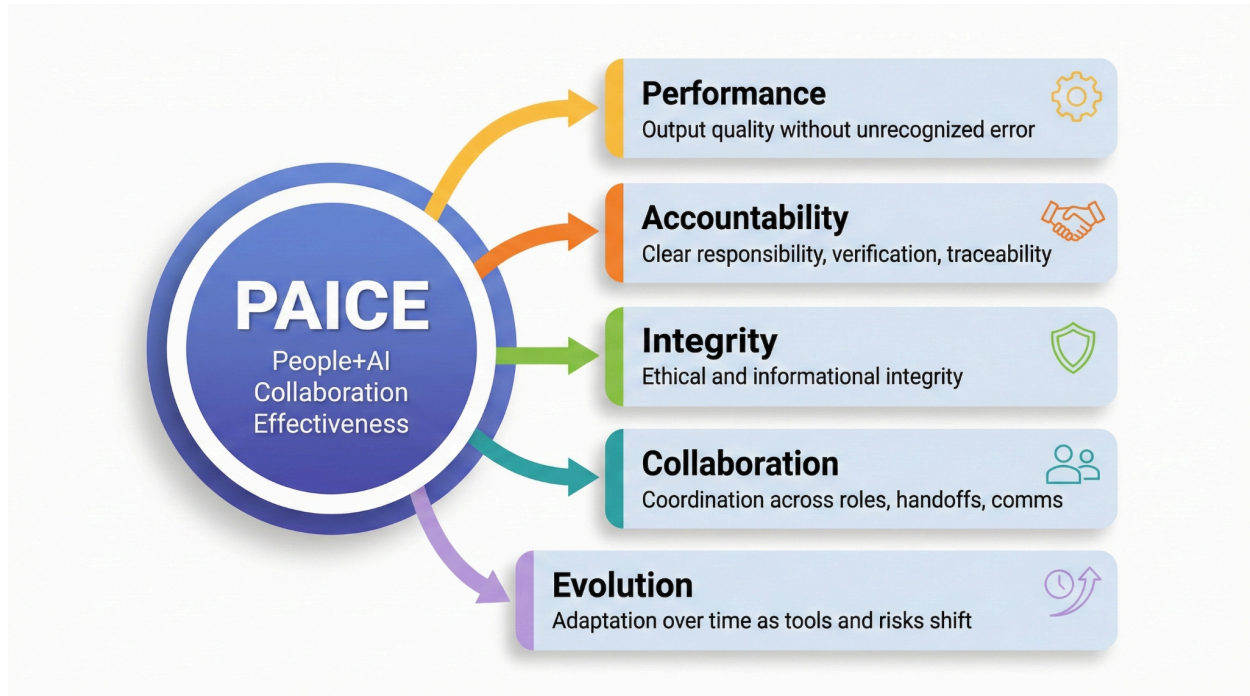 PAICE
People+AI
Collaboration
Effectiveness
Performance
Output quality without unrecognized error
Accountability
Clear responsibility, verification, traceability
Integrity
Ethical and informational integrity
Collaboration
Coordination across roles, handoffs, comms
Evolution
Adaptation over time as tools and risks shift